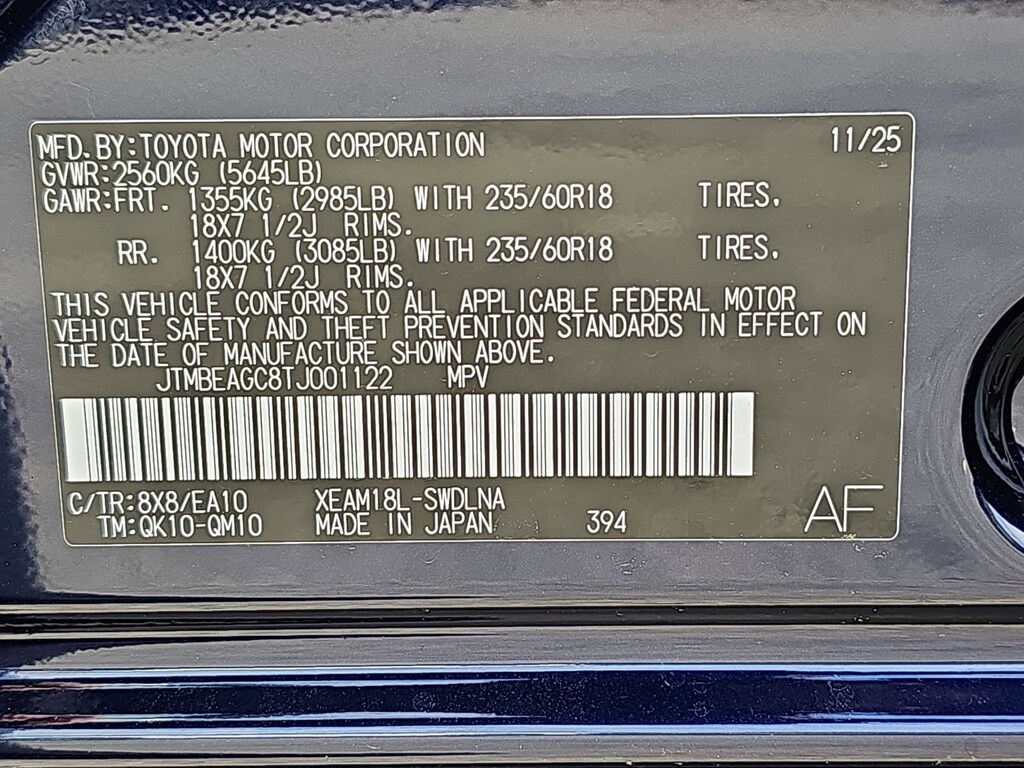 MFD.BY:TOYOTA MOTOR CORPORATION 11/25
GVWR:2560KG (5645LB)
GAWR:FRT. 1355KG (2985LB) WITH 235/60R18 TIRES.
18X7 1/2J RIMS.
RR. 1400KG (3085LB) WITH 235/60R18 TIRES.
18X7 1/2J RIMS.
THIS VEHICLE CONFORMS TO ALL APPLICABLE FEDERAL MOTOR
VEHICLE SAFETY AND THEFT PREVENTION STANDARDS IN EFFECT ON
THE DATE OF MANUFACTURE SHOWN ABOVE.
JTMBEAGC8TJ001122 MPV
C/TR:8X8/EA10 XEAM18L-SWDLNA
TM:QK10-QM10 MADE IN JAPAN 394 AF